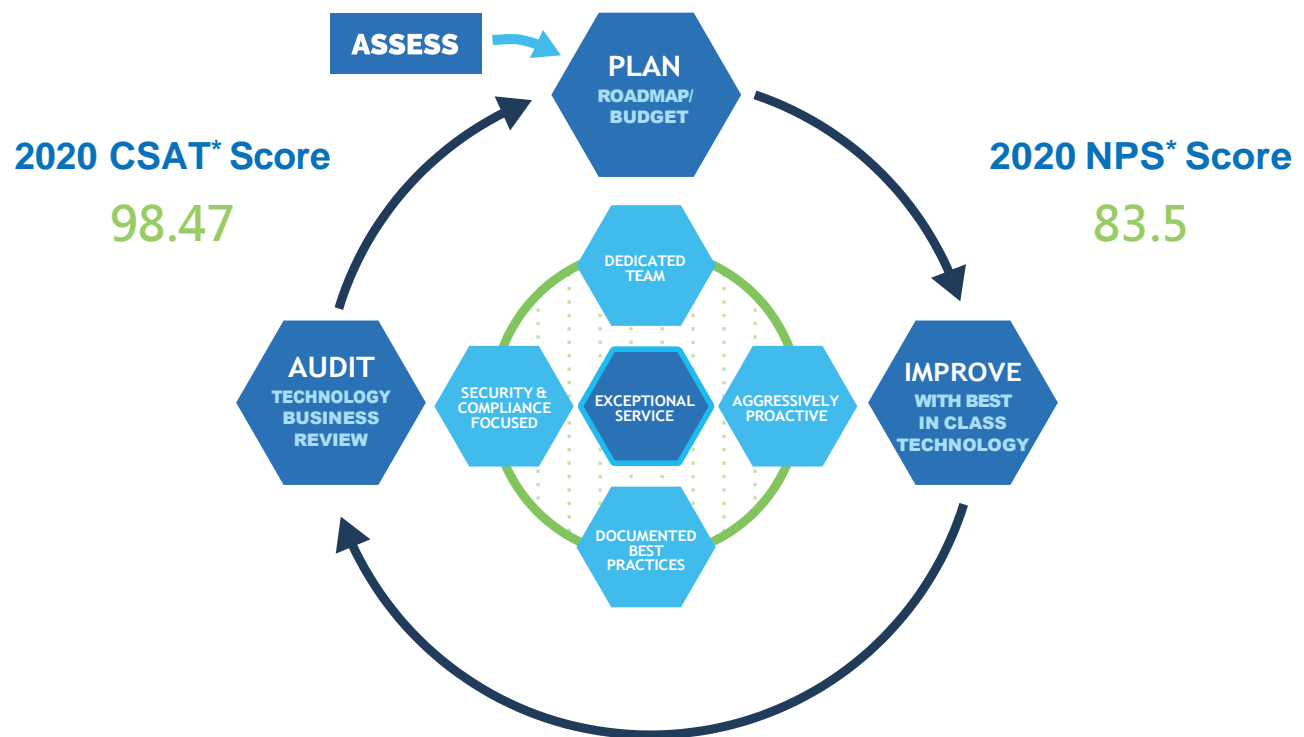 ASSESS
PLAN
ROADMAP/
BUDGET
2020 CSAT* Score
98.47
2020 NPS* Score
83.5
DEDICATED
TEAM
AUDIT
TECHNOLOGY
BUSINESS
REVIEW
SECURITY &
COMPLIANCE
FOCUSED
EXCEPTIONAL
SERVICE
AGGRESSIVELY
PROACTIVE
IMPROVE
WITH BEST
IN CLASS
TECHNOLOGY
DOCUMENTED
BEST
PRACTICES